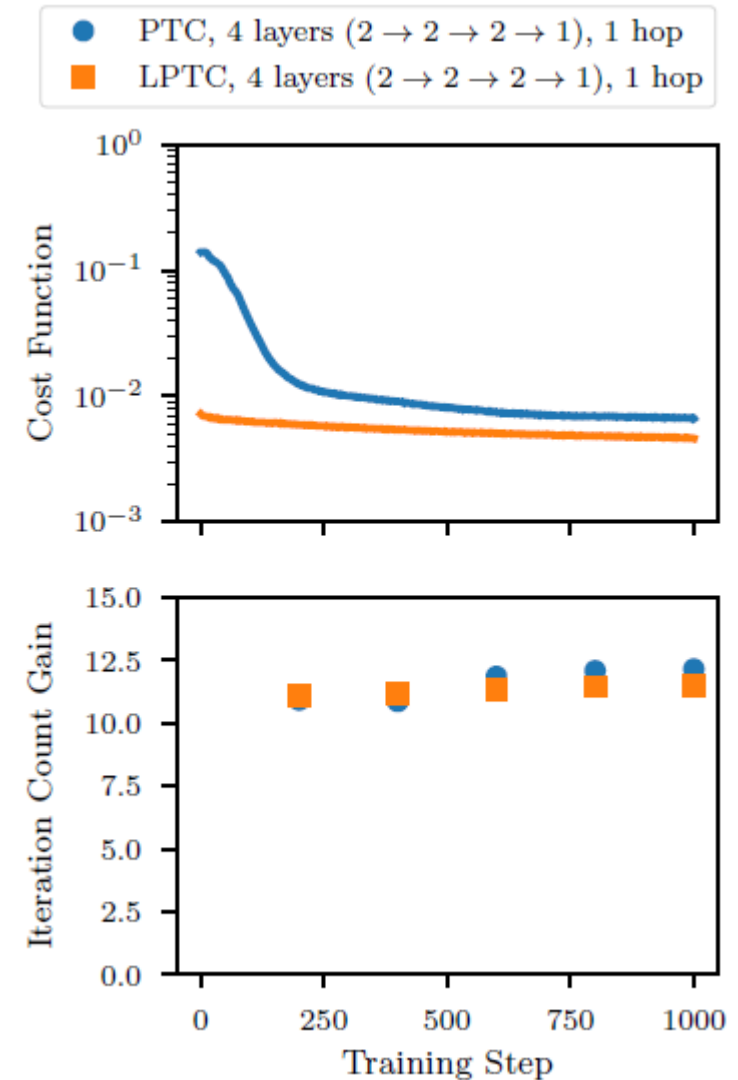 PTC, 4 layers (2 → 2 → 2 → 1), 1 hop
LPTC, 4 layers (2 → 2 → 2 → 1), 1 hop
10⁰
10⁻¹
10⁻²
10⁻³
Cost Function
15.0
12.5
10.0
7.5
5.0
2.5
0.0
Iteration Count Gain
0 250 500 750 1000
Training Step